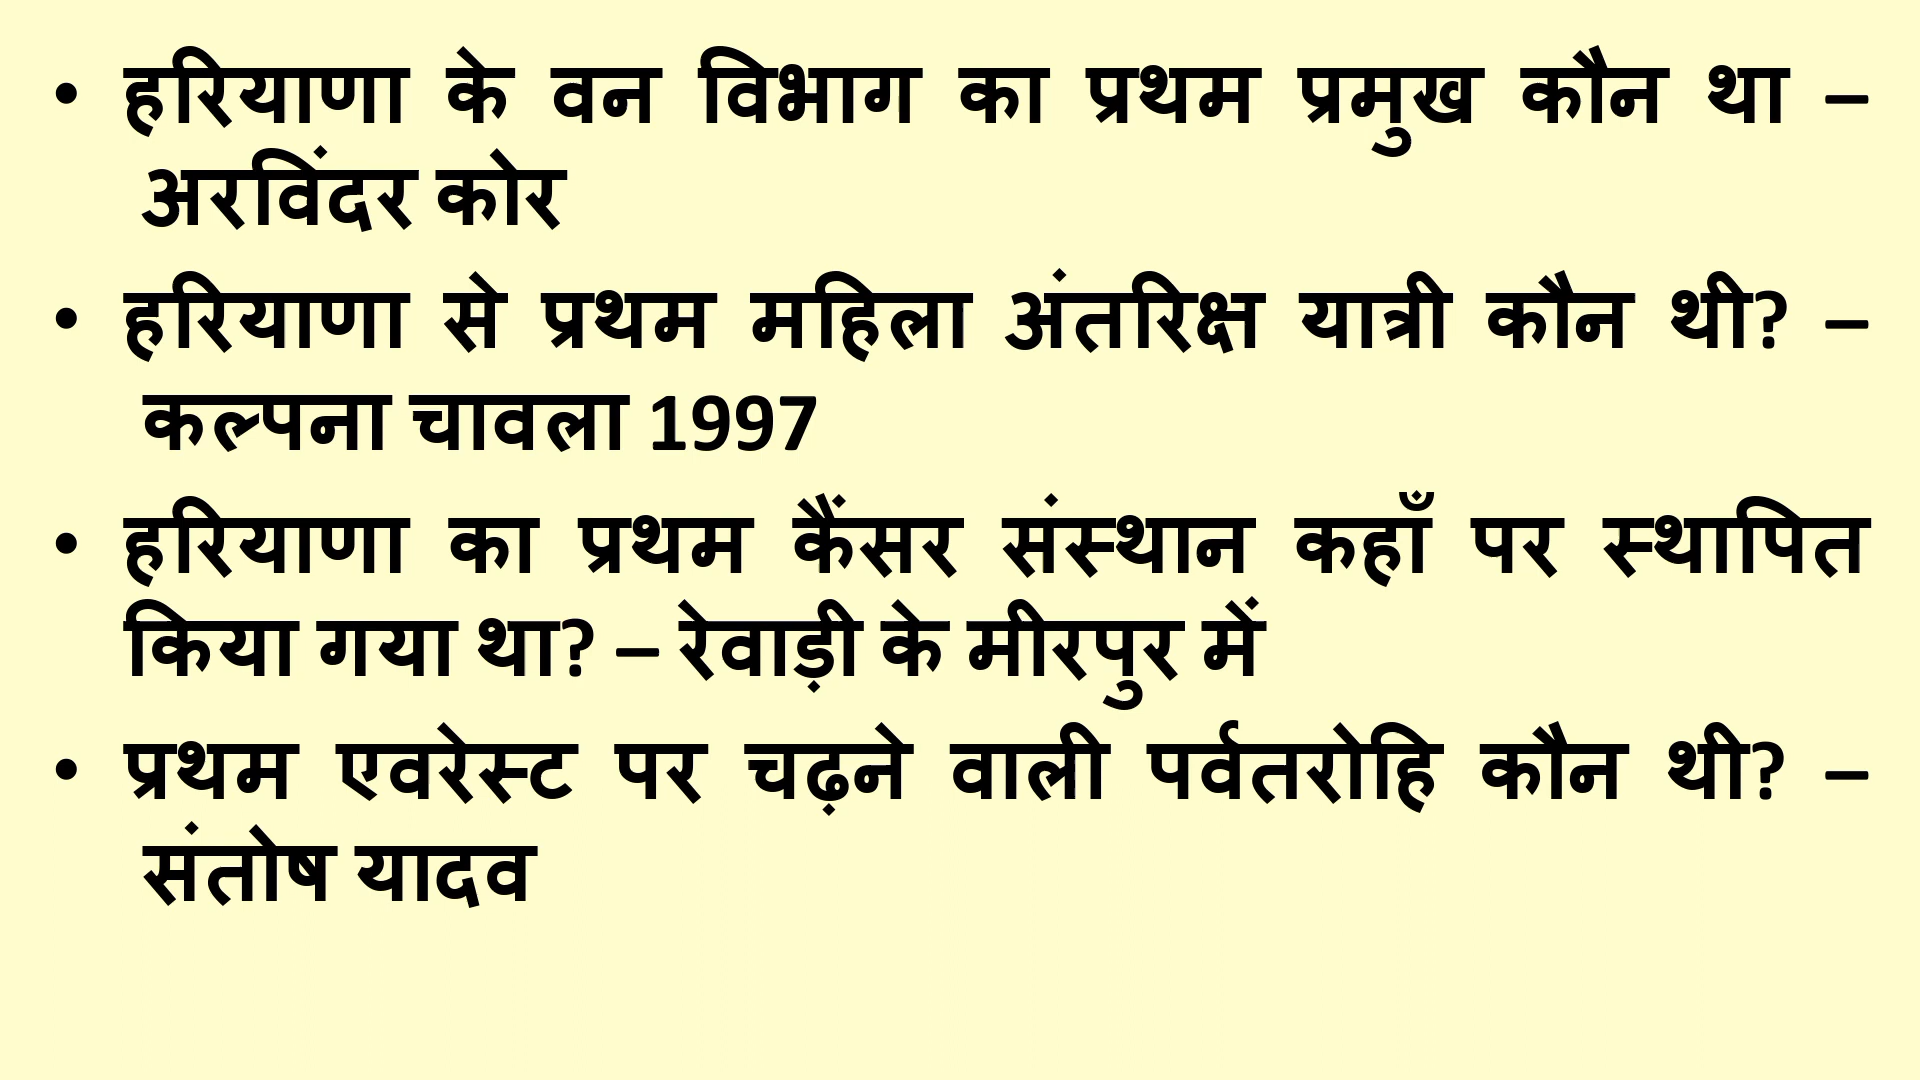 • हरियाणा के वन विभाग का प्रथम प्रमुख कौन था –
अरविंदर कोर
• हरियाणा से प्रथम महिला अंतरिक्ष यात्री कौन थी? –
कल्पना चावला 1997
• हरियाणा का प्रथम कैंसर संस्थान कहाँ पर स्थापित
किया गया था? – रेवाड़ी के मीरपुर में
• प्रथम एवरेस्ट पर चढ़ने वाली पर्वतरोहि कौन थी? –
संतोष यादव